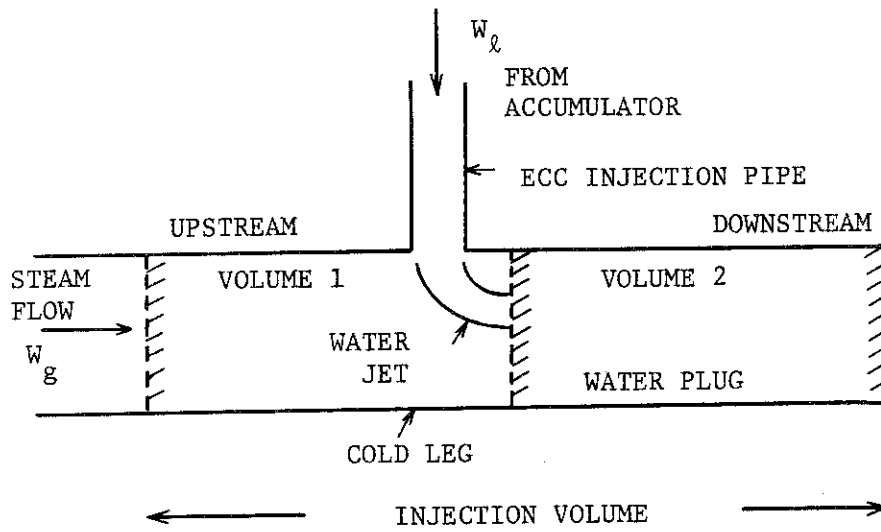 W_ℓ
FROM
ACCUMULATOR
ECC INJECTION PIPE
UPSTREAM
DOWNSTREAM
STEAM
FLOW
VOLUME 1
VOLUME 2
W_g
WATER
JET
WATER PLUG
COLD LEG
INJECTION VOLUME